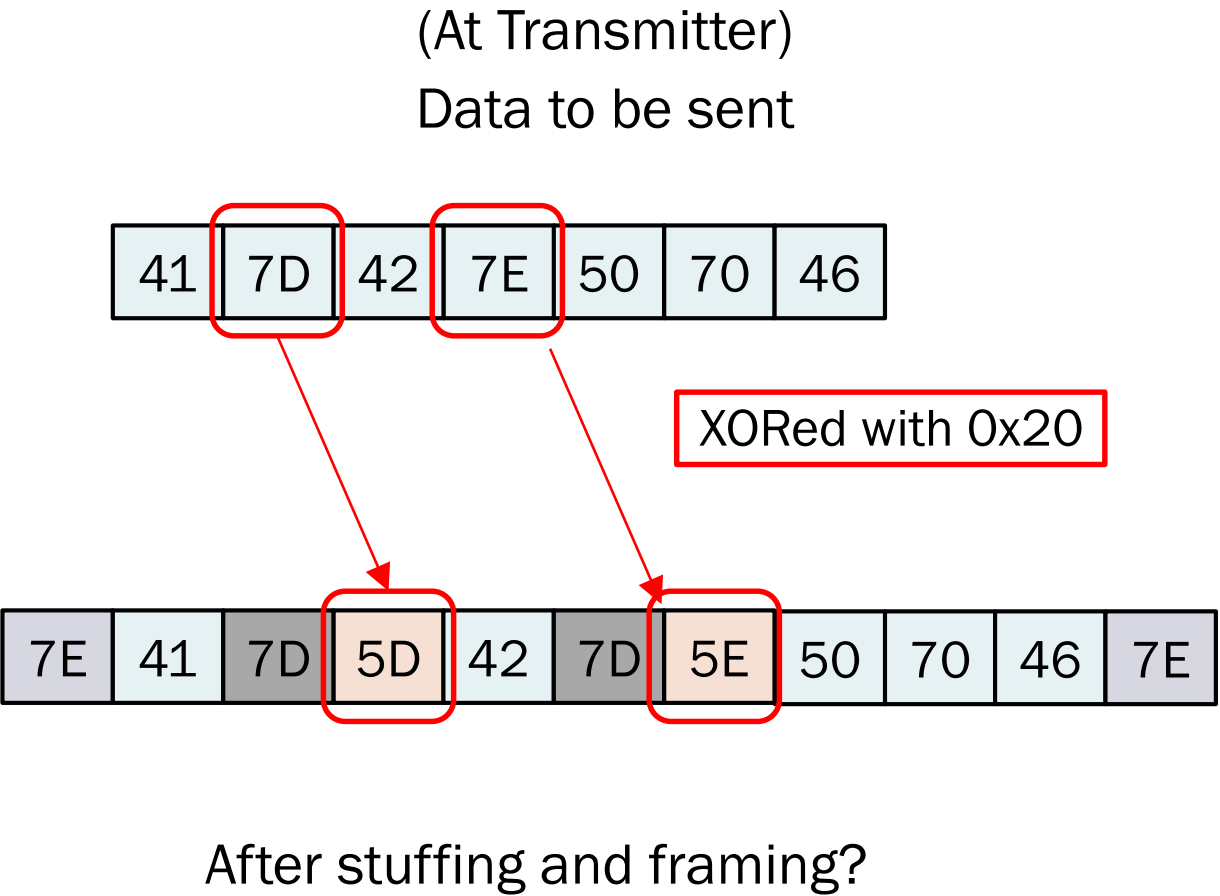 (At Transmitter)
Data to be sent
41 7D 42 7E 50 70 46
XORed with 0x20
7E 41 7D 5D 42 7D 5E 50 70 46 7E
After stuffing and framing?